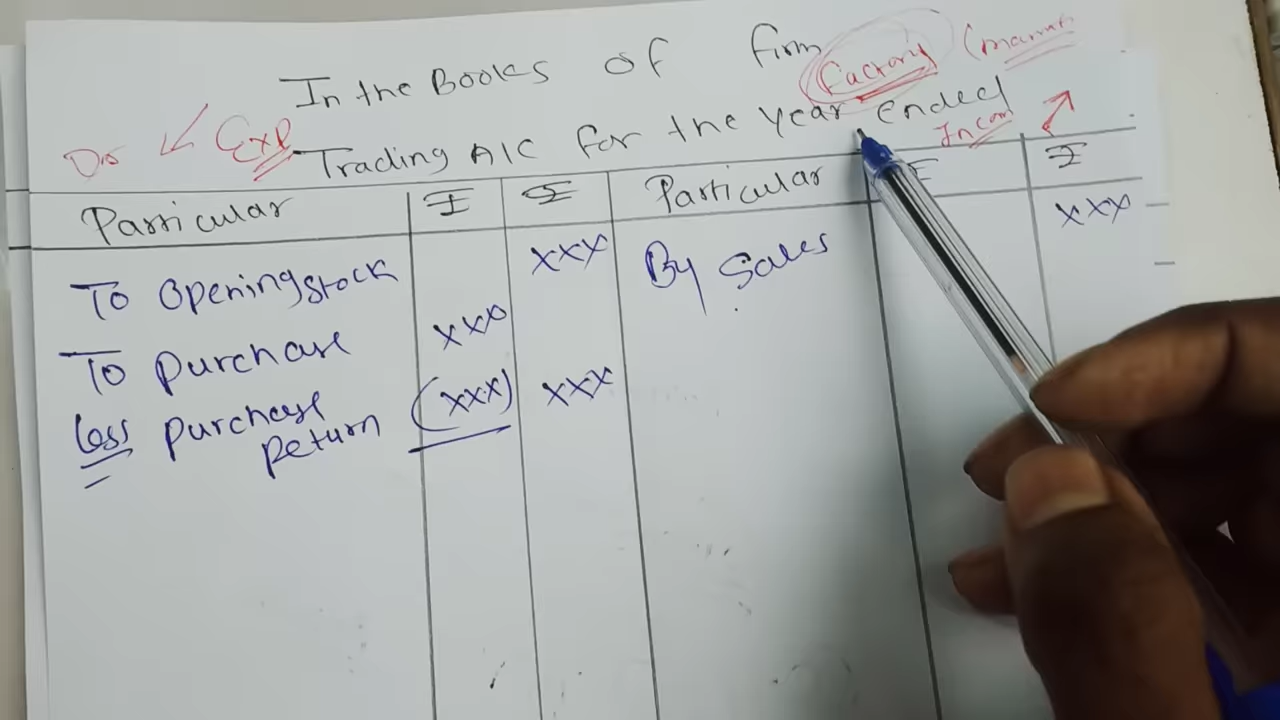 In the Books of firm
factory
Dr Exp
Trading A/C for the year ended
Particular ₹ ₹ Particular ₹ ₹
To Opening stock xxx By Sales xxx
To purchase xxx
less purchase return (xxx) xxx